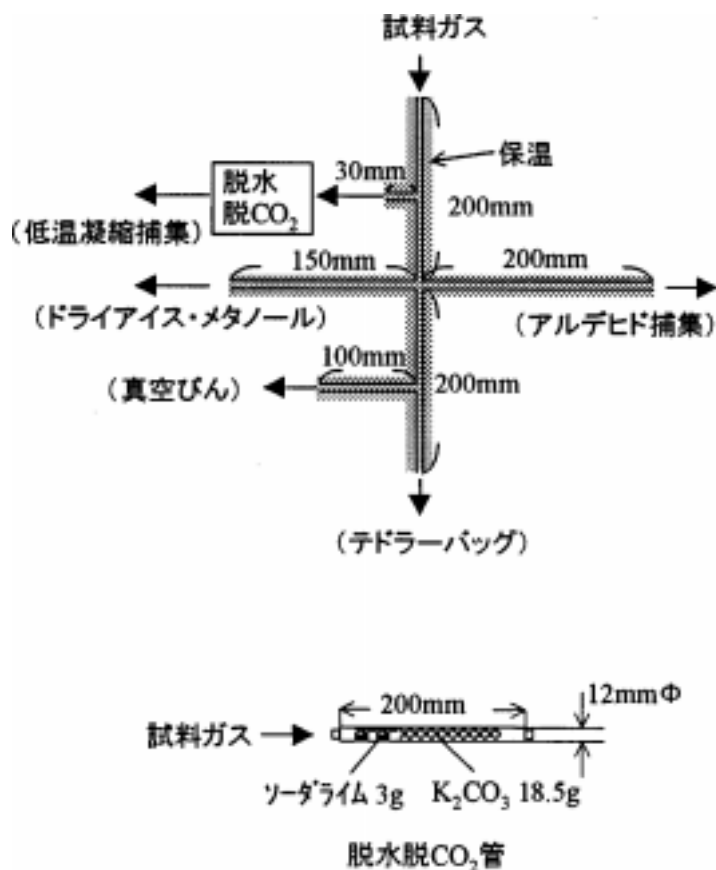 試料ガス
保温
30mm
脱水
脱CO₂
200mm
(低温凝縮捕集)
150mm
200mm
(ドライアイス・メタノール)
(アルデヒド捕集)
100mm
(真空びん)
200mm
(テドラーバッグ)
200mm
12mmΦ
試料ガス
ソーダライム 3g
K₂CO₃ 18.5g
脱水脱CO₂管